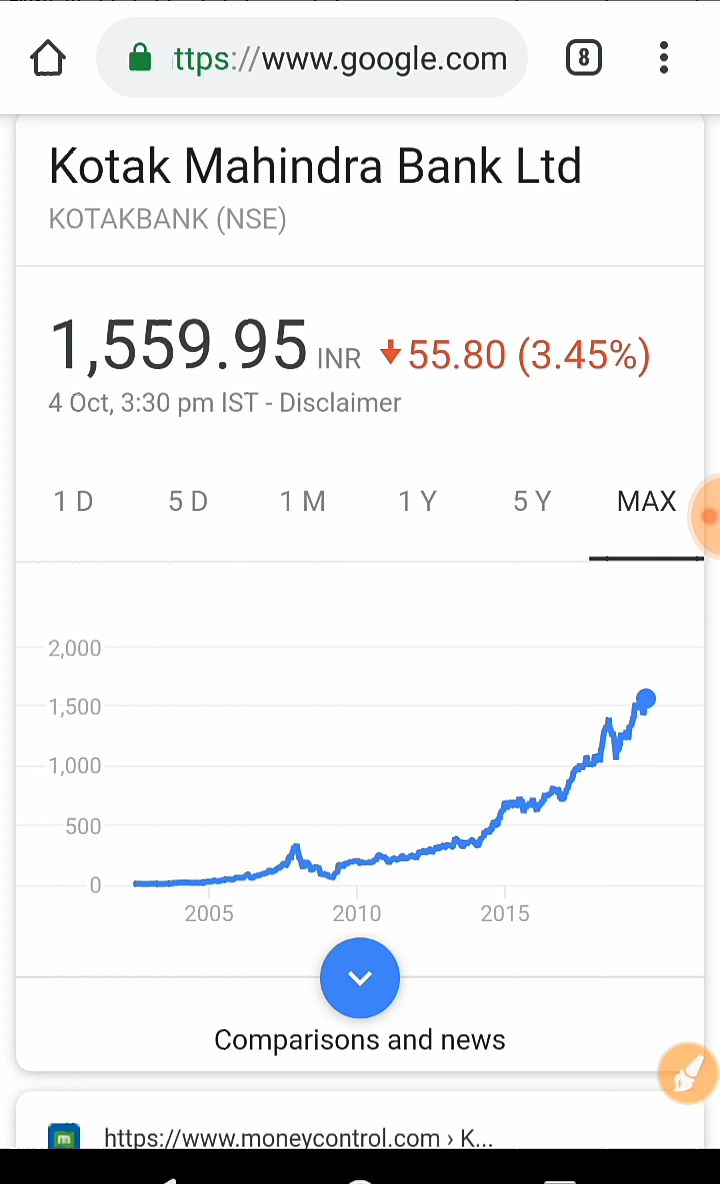 ttps://www.google.com
8
Kotak Mahindra Bank Ltd
KOTAKBANK (NSE)
1,559.95 INR 55.80 (3.45%)
4 Oct, 3:30 pm IST - Disclaimer
1 D 5 D 1 M 1 Y 5 Y MAX
2,000
1,500
1,000
500
0
2005 2010 2015
Comparisons and news
m https://www.moneycontrol.com › K...